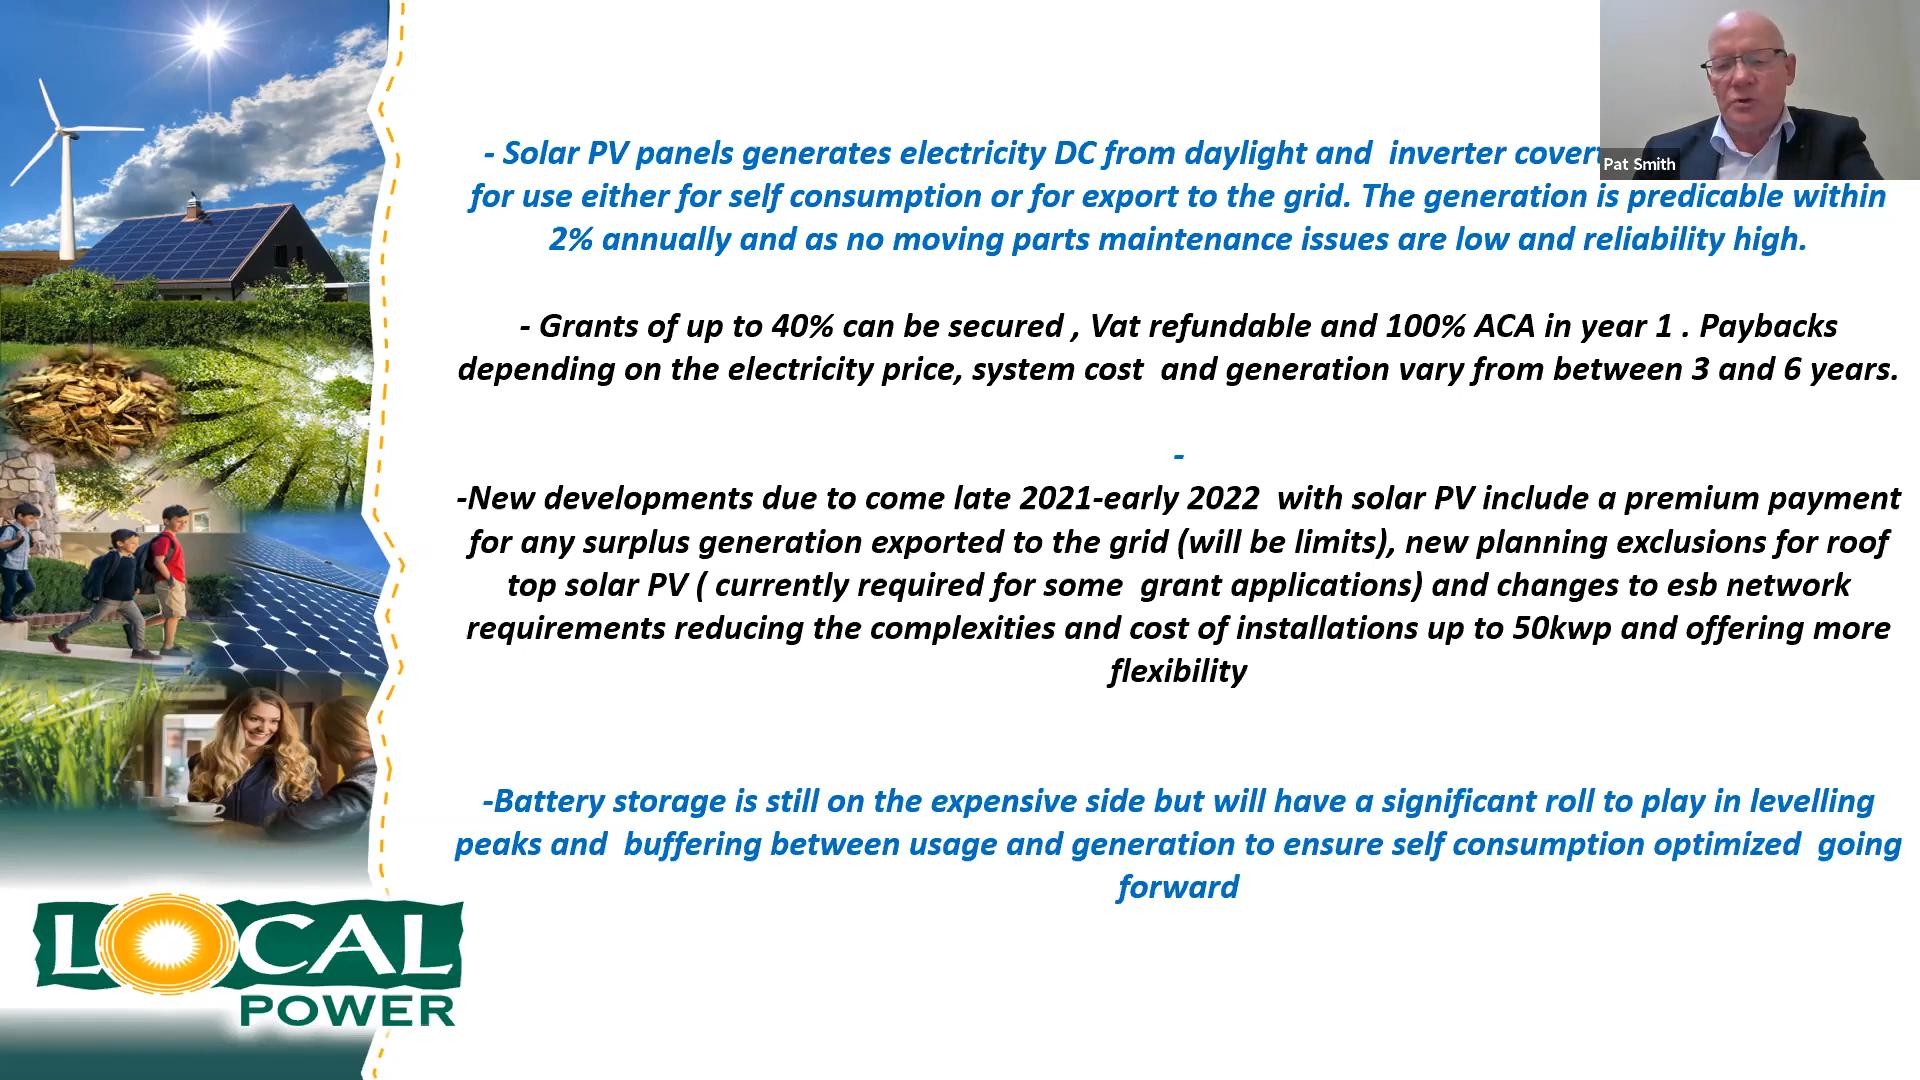 - Solar PV panels generates electricity DC from daylight and  inverter covert
Pat Smith
for use either for self consumption or for export to the grid. The generation is predicable within
2% annually and as no moving parts maintenance issues are low and reliability high.
- Grants of up to 40% can be secured , Vat refundable and 100% ACA in year 1 . Paybacks
depending on the electricity price, system cost  and generation vary from between 3 and 6 years.
-
-New developments due to come late 2021-early 2022  with solar PV include a premium payment
for any surplus generation exported to the grid (will be limits), new planning exclusions for roof
top solar PV ( currently required for some  grant applications) and changes to esb network
requirements reducing the complexities and cost of installations up to 50kwp and offering more
flexibility
-Battery storage is still on the expensive side but will have a significant roll to play in levelling
peaks and  buffering between usage and generation to ensure self consumption optimized  going
forward
LOCAL
POWER